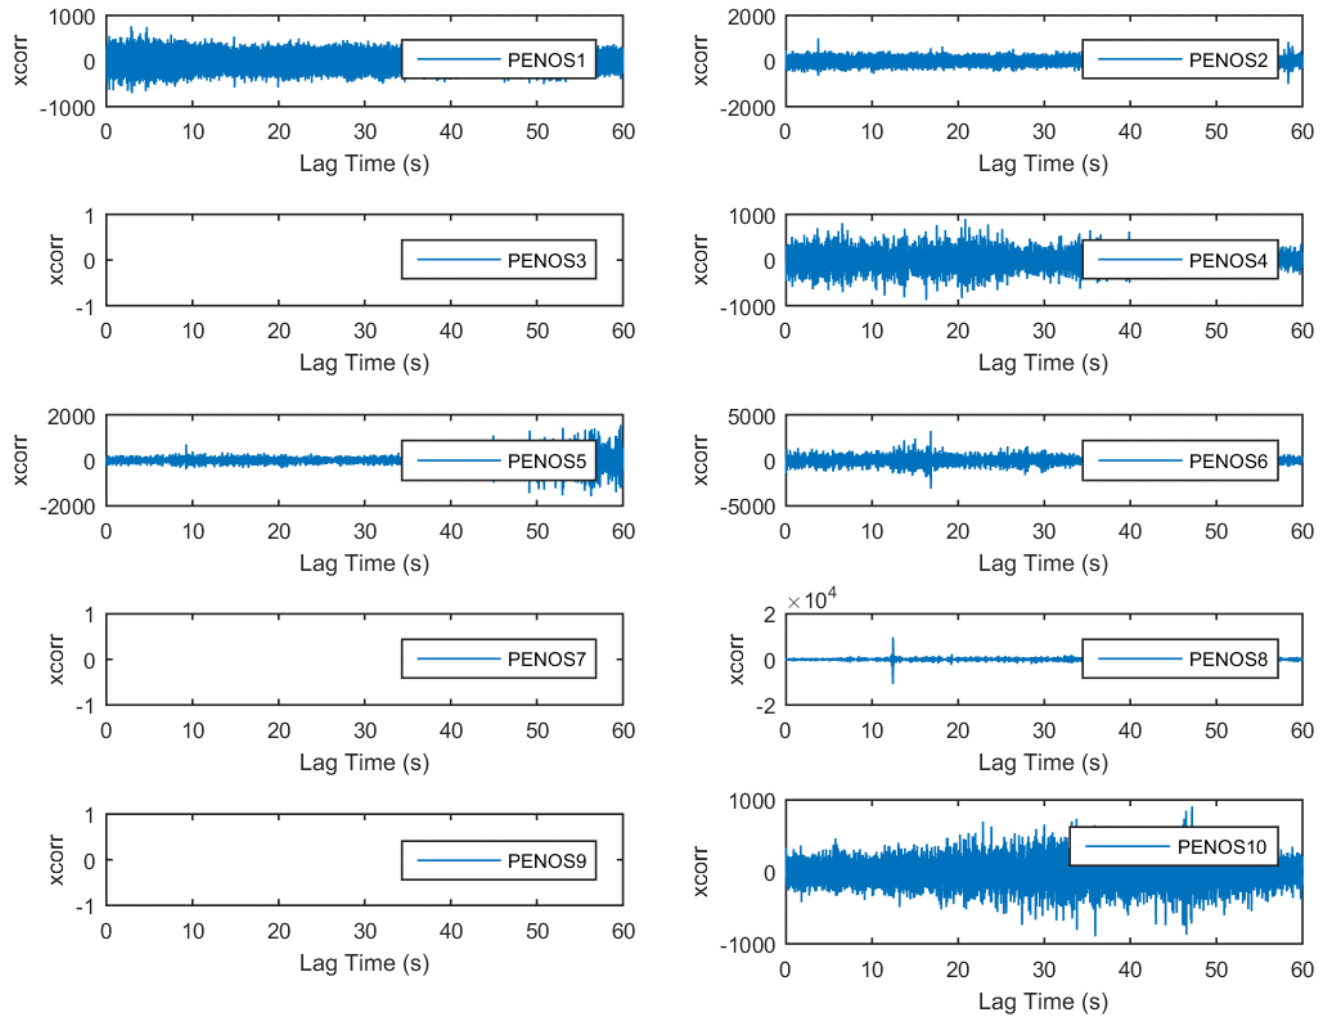 1000
0
-1000
xcorr
PENOS1
0 10 20 30 40 50 60
Lag Time (s)
2000
0
-2000
xcorr
PENOS2
0 10 20 30 40 50 60
Lag Time (s)
1
0
-1
xcorr
PENOS3
0 10 20 30 40 50 60
Lag Time (s)
1000
0
-1000
xcorr
PENOS4
0 10 20 30 40 50 60
Lag Time (s)
2000
0
-2000
xcorr
PENOS5
0 10 20 30 40 50 60
Lag Time (s)
5000
0
-5000
xcorr
PENOS6
0 10 20 30 40 50 60
Lag Time (s)
1
0
-1
xcorr
PENOS7
0 10 20 30 40 50 60
Lag Time (s)
×10⁴
2
0
-2
xcorr
PENOS8
0 10 20 30 40 50 60
Lag Time (s)
1
0
-1
xcorr
PENOS9
0 10 20 30 40 50 60
Lag Time (s)
1000
0
-1000
xcorr
PENOS10
0 10 20 30 40 50 60
Lag Time (s)